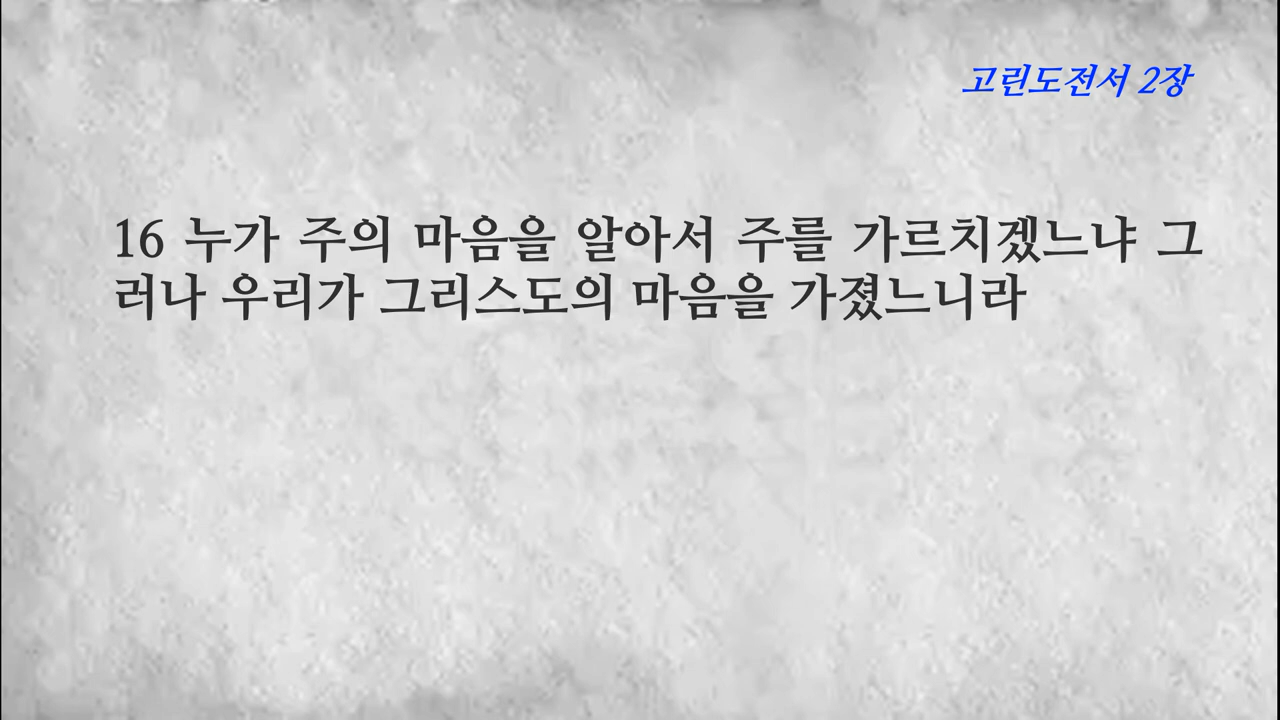 고린도전서 2장
16 누가 주의 마음을 알아서 주를 가르치겠느냐 그
러나 우리가 그리스도의 마음을 가졌느니라